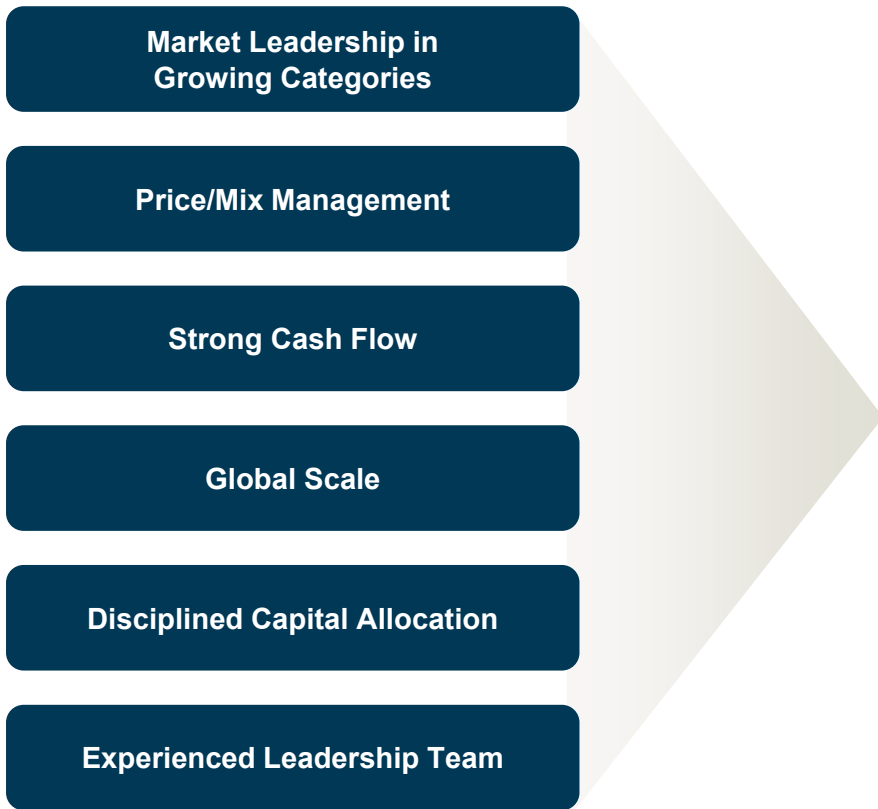 Market Leadership in
Growing Categories
Price/Mix Management
Strong Cash Flow
Global Scale
Disciplined Capital Allocation
Experienced Leadership Team